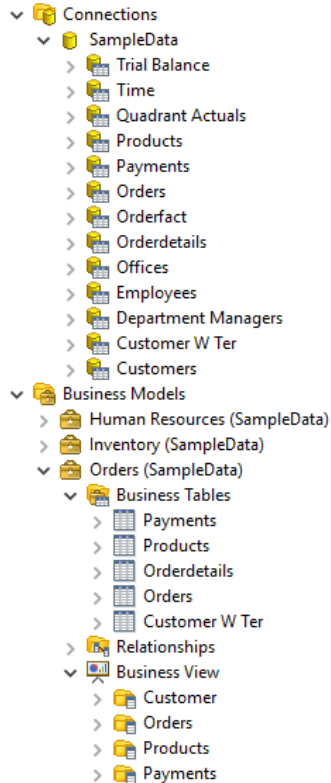 Connections
SampleData
Trial Balance
Time
Quadrant Actuals
Products
Payments
Orders
Orderfact
Orderdetails
Offices
Employees
Department Managers
Customer W Ter
Customers
Business Models
Human Resources (SampleData)
Inventory (SampleData)
Orders (SampleData)
Business Tables
Payments
Products
Orderdetails
Orders
Customer W Ter
Relationships
Business View
Customer
Orders
Products
Payments